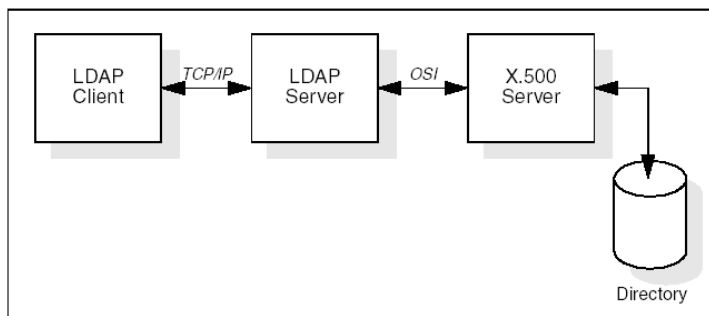 LDAP
Client
TCP/IP
LDAP
Server
OSI
X.500
Server
Directory